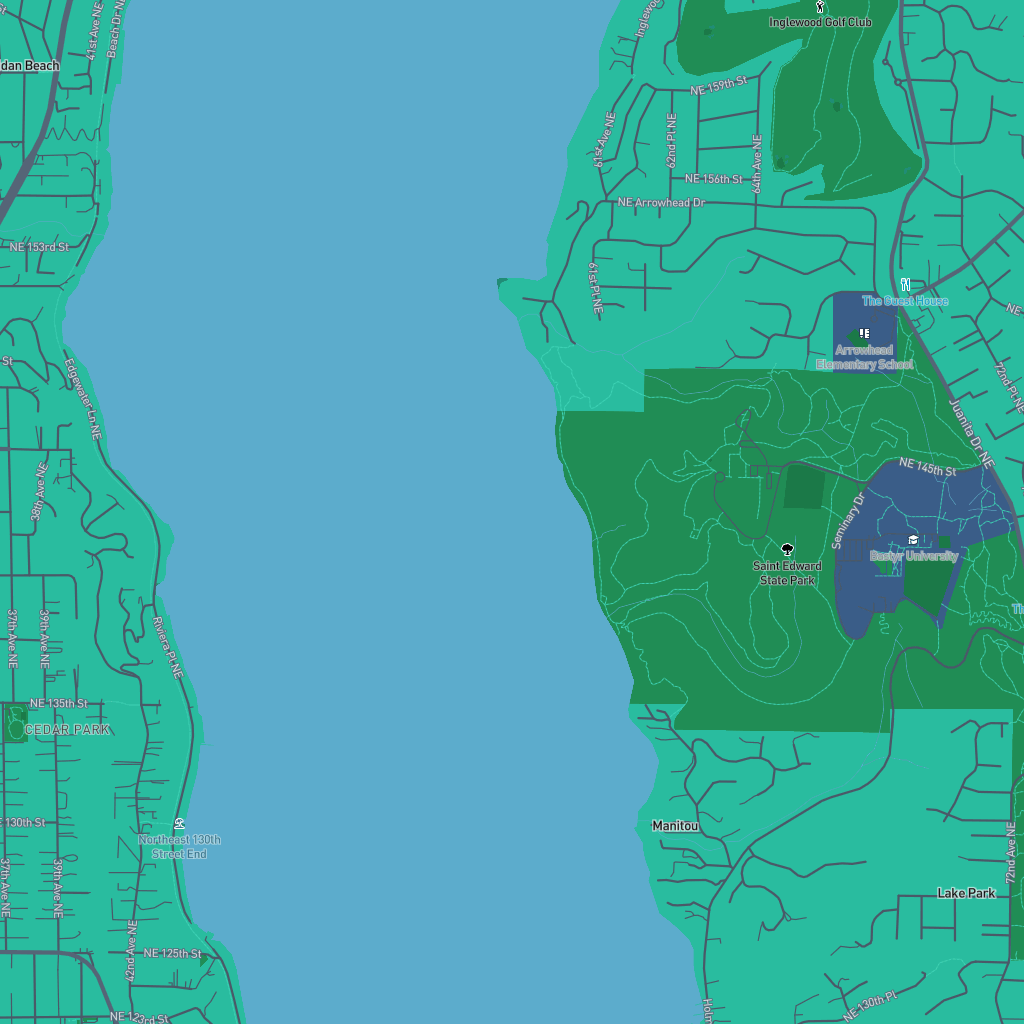 Inglewood Golf Club
41st Ave NE
Beach Dr NE
dan Beach
NE 159th St
61st Ave NE
62nd Pl NE
64th Ave NE
NE 156th St
NE Arrowhead Dr
NE 153rd St
61st Pl NE
The Guest House
NE
Arrowhead
Elementary School
St
Edgewater Ln NE
72nd Pl NE
Juanita Dr NE
38th Ave NE
NE 145th St
Seminary Dr
Bastyr University
Saint Edward
State Park
37th Ave NE
39th Ave NE
Riviera Pl NE
NE 135th St
CEDAR PARK
130th St
Northeast 130th
Street End
Manitou
72nd Ave NE
Lake Park
37th Ave NE
39th Ave NE
42nd Ave NE
NE 125th St
NE 123rd St
Holm
NE 130th Pl